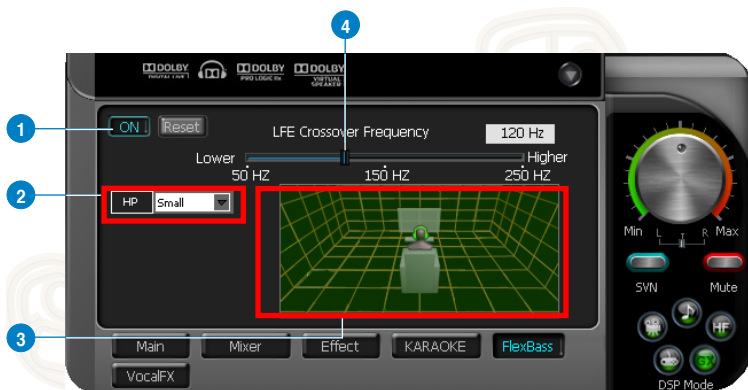 4
DOLBY
DIGITAL LIVE
DOLBY
PRO LOGIC IIx
DOLBY
VIRTUAL
SPEAKER
1
ON
Reset
LFE Crossover Frequency
120 Hz
Lower
Higher
50 HZ
150 HZ
250 HZ
2
HP
Small
Min
L
T
R
Max
SVN
Mute
3
HF
GX
DSP Mode
Main
Mixer
Effect
KARAOKE
FlexBass
VocalFX